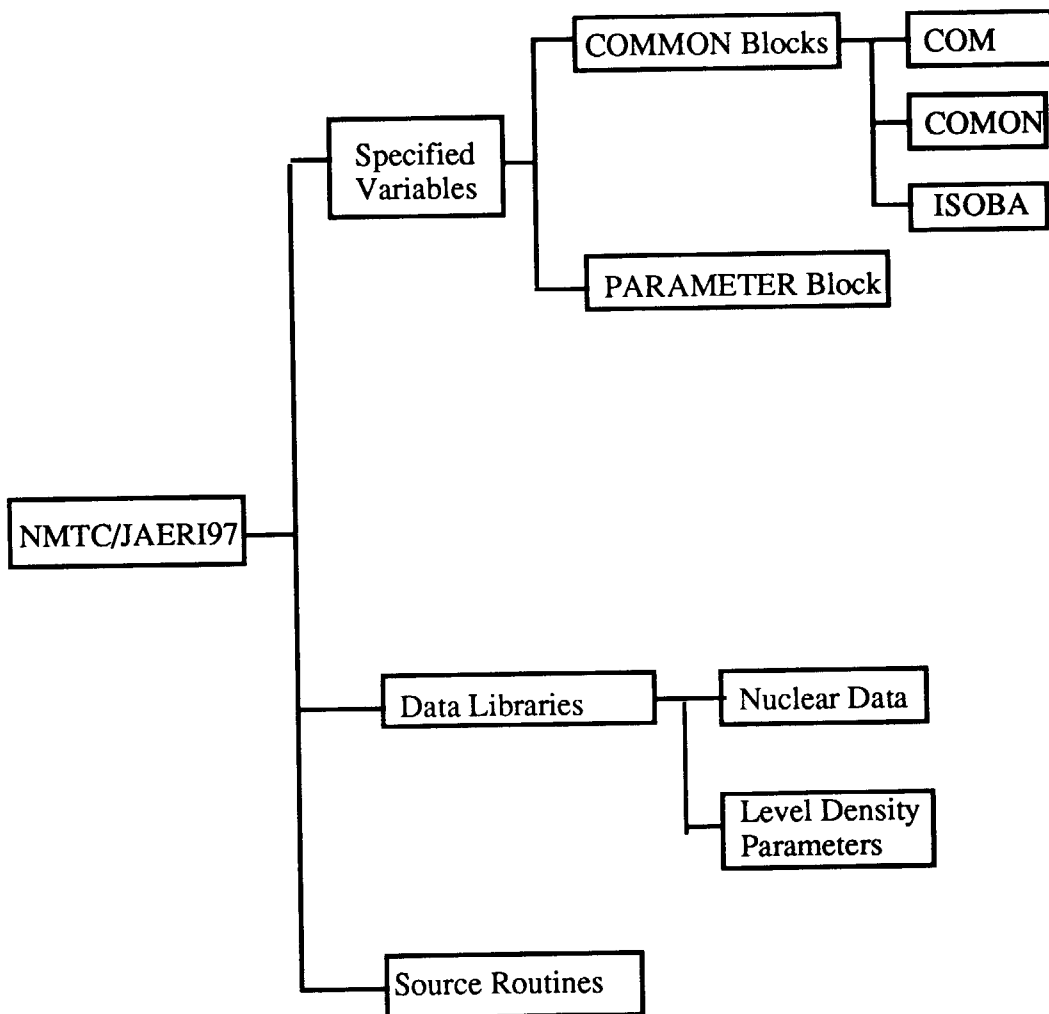 COMMON Blocks
COM
COMON
ISOBA
Specified
Variables
PARAMETER Block
NMTC/JAERI97
Data Libraries
Nuclear Data
Level Density
Parameters
Source Routines